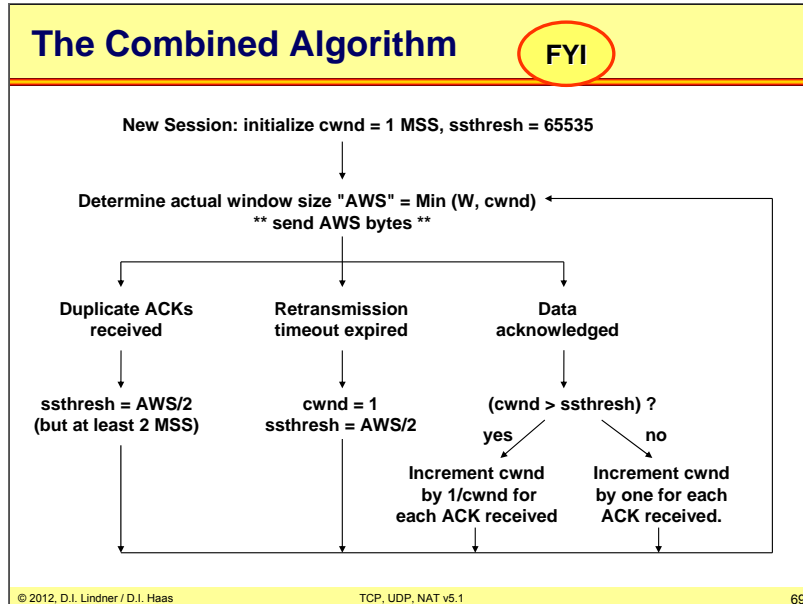 The Combined Algorithm
FYI
New Session: initialize cwnd = 1 MSS, ssthresh = 65535
Determine actual window size "AWS" = Min (W, cwnd)
** send AWS bytes **
Duplicate ACKs
received
Retransmission
timeout expired
Data
acknowledged
ssthresh = AWS/2
(but at least 2 MSS)
cwnd = 1
ssthresh = AWS/2
(cwnd > ssthresh) ?
yes
no
Increment cwnd
by 1/cwnd for
each ACK received
Increment cwnd
by one for each
ACK received.
© 2012, D.I. Lindner / D.I. Haas
TCP, UDP, NAT v5.1
69